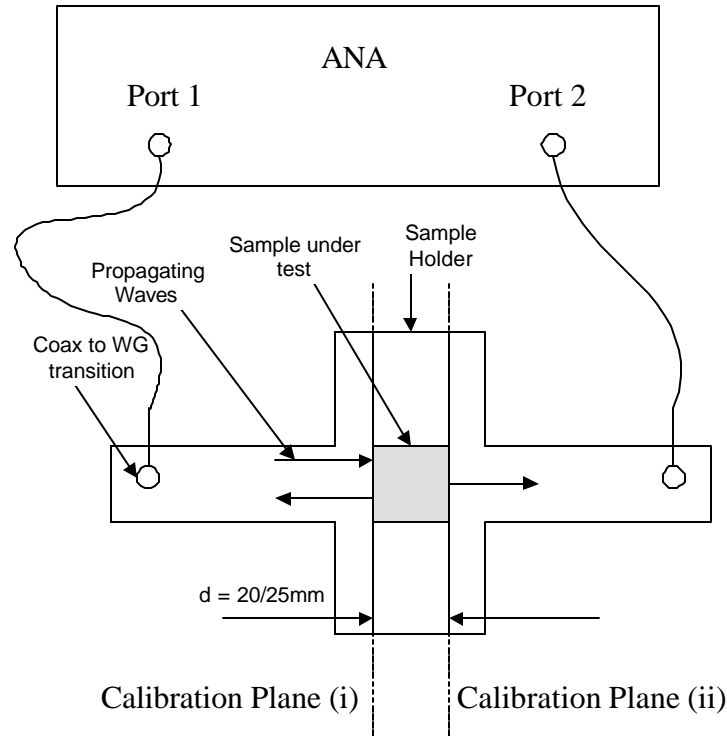 ANA
Port 1
Port 2
Sample
Holder
Sample under
test
Propagating
Waves
Coax to WG
transition
d = 20/25mm
Calibration Plane (i)
Calibration Plane (ii)